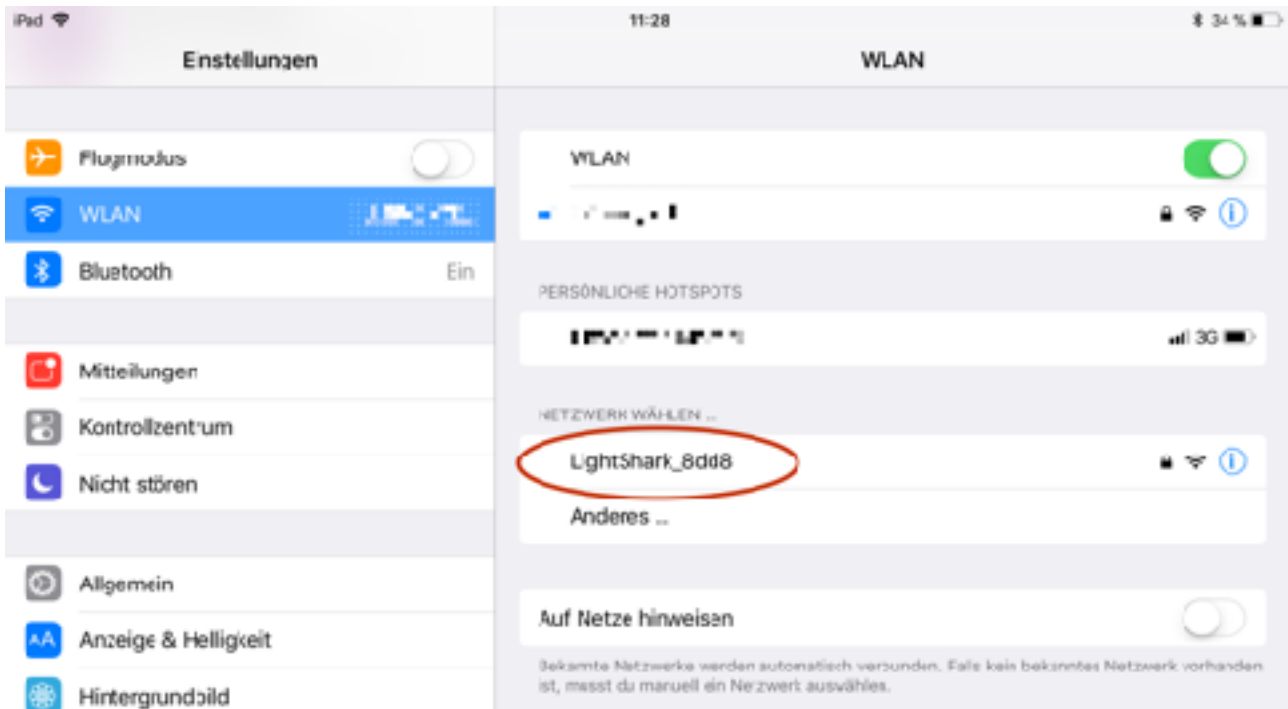 iPad
11:28
34 %
Einstellungen
WLAN
Flugmodus
WLAN
WLAN
Bluetooth
Ein
PERSÖNLICHE HOTSPOTS
3G
Mitteilungen
NETZWERK WÄHLEN ...
Kontrollzentrum
LightShark_8dd8
Nicht stören
Anderes ...
Allgemein
Auf Netze hinweisen
Anzeige & Helligkeit
Bekannte Netzwerke werden automatisch verbunden. Falls kein bekanntes Netzwerk vorhanden
ist, musst du manuell ein Netzwerk auswählen.
Hintergrundbild